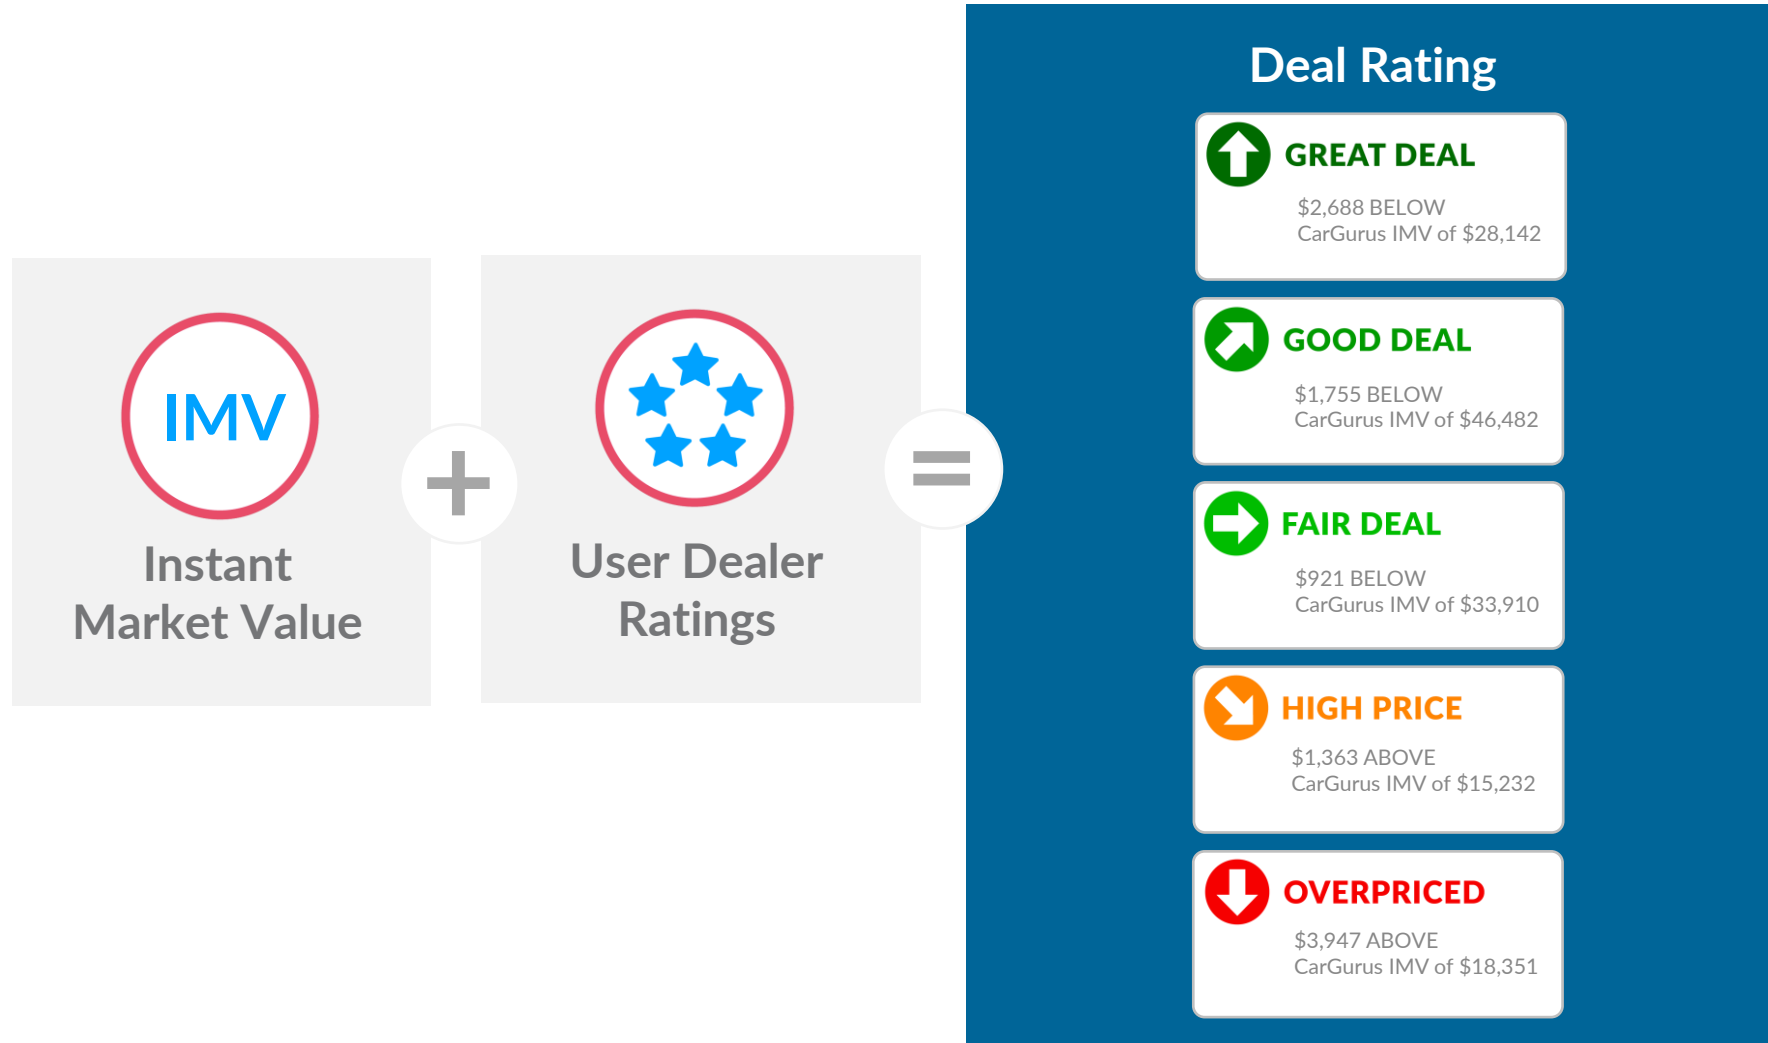 IMV
Instant
Market Value
+
User Dealer
Ratings
=
Deal Rating
GREAT DEAL
$2,688 BELOW
CarGurus IMV of $28,142
GOOD DEAL
$1,755 BELOW
CarGurus IMV of $46,482
FAIR DEAL
$921 BELOW
CarGurus IMV of $33,910
HIGH PRICE
$1,363 ABOVE
CarGurus IMV of $15,232
OVERPRICED
$3,947 ABOVE
CarGurus IMV of $18,351